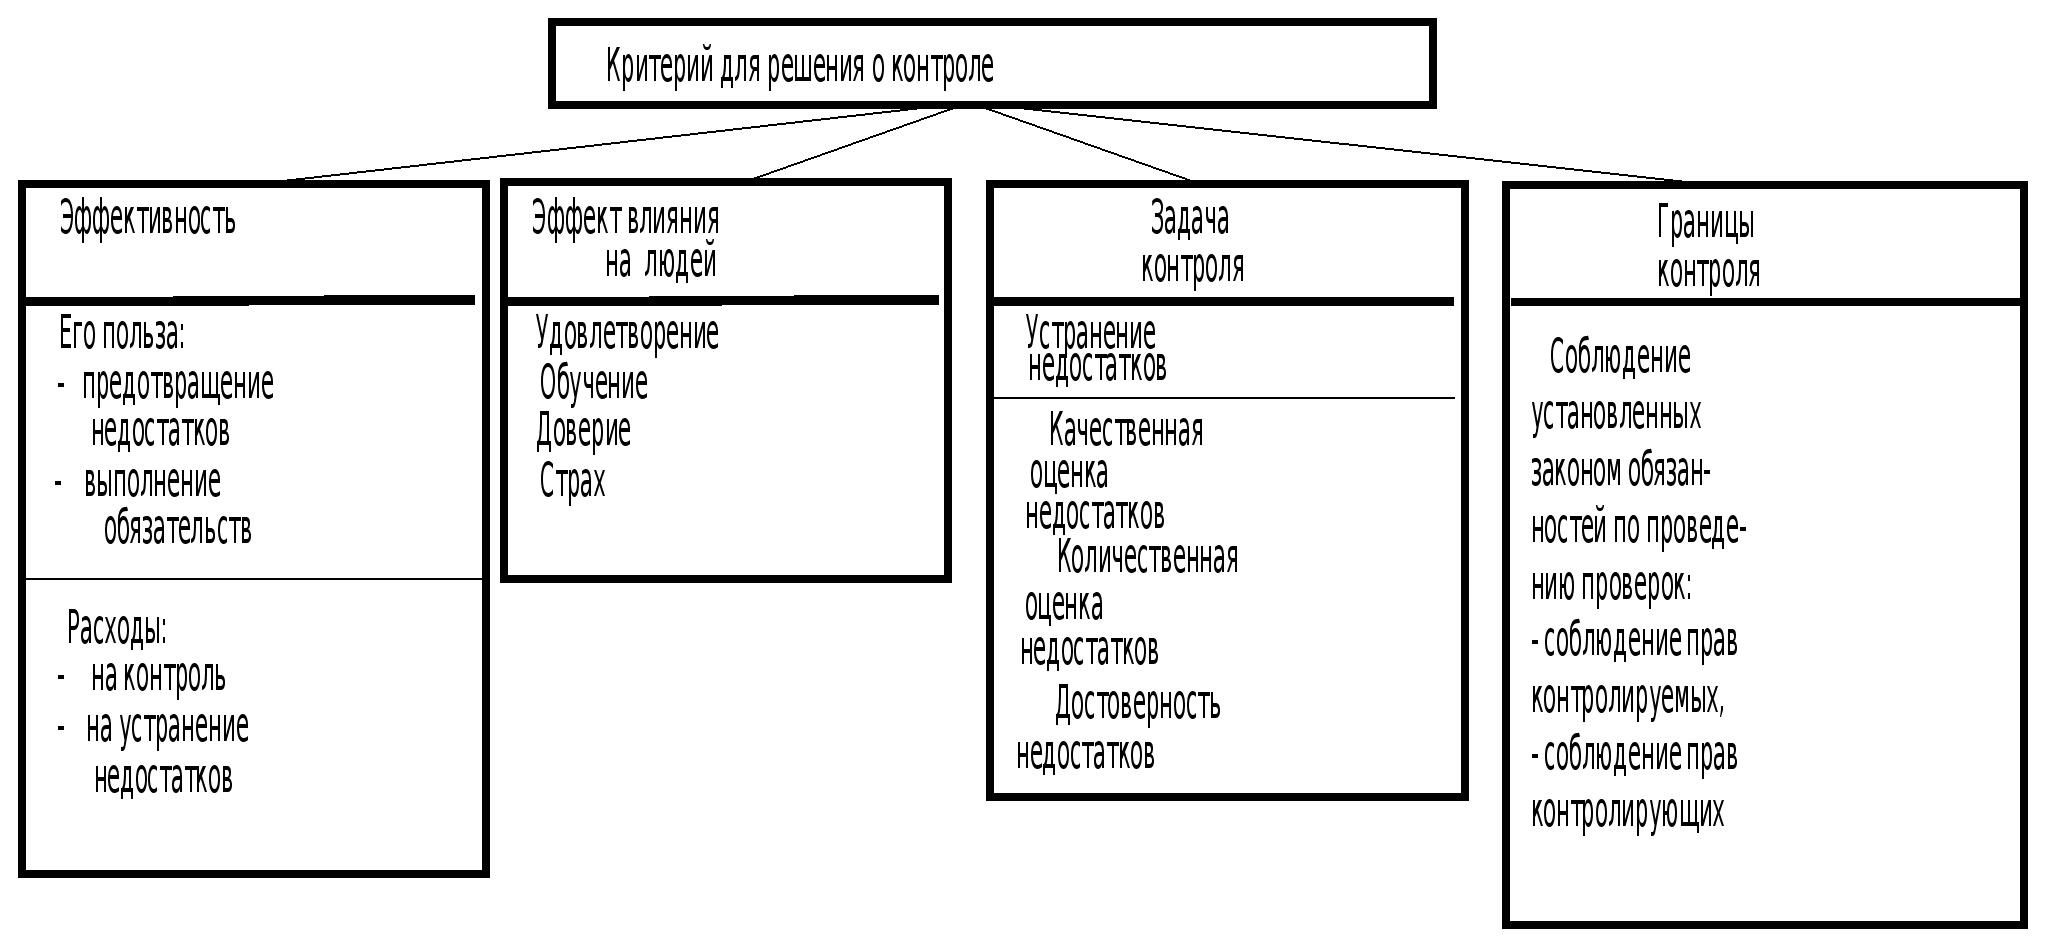 Критерий для решения о контроле
Эффективность
Его польза:
- предотвращение
недостатков
- выполнение
обязательств
Расходы:
- на контроль
- на устранение
недостатков
Эффект влияния
на людей
Удовлетворение
Обучение
Доверие
Страх
Задача
контроля
Устранение
недостатков
Качественная
оценка
недостатков
Количественная
оценка
недостатков
Достоверность
недостатков
Границы
контроля
Соблюдение
установленных
законом обязан-
ностей по проведе-
нию проверок:
- соблюдение прав
контролируемых,
- соблюдение прав
контролирующих